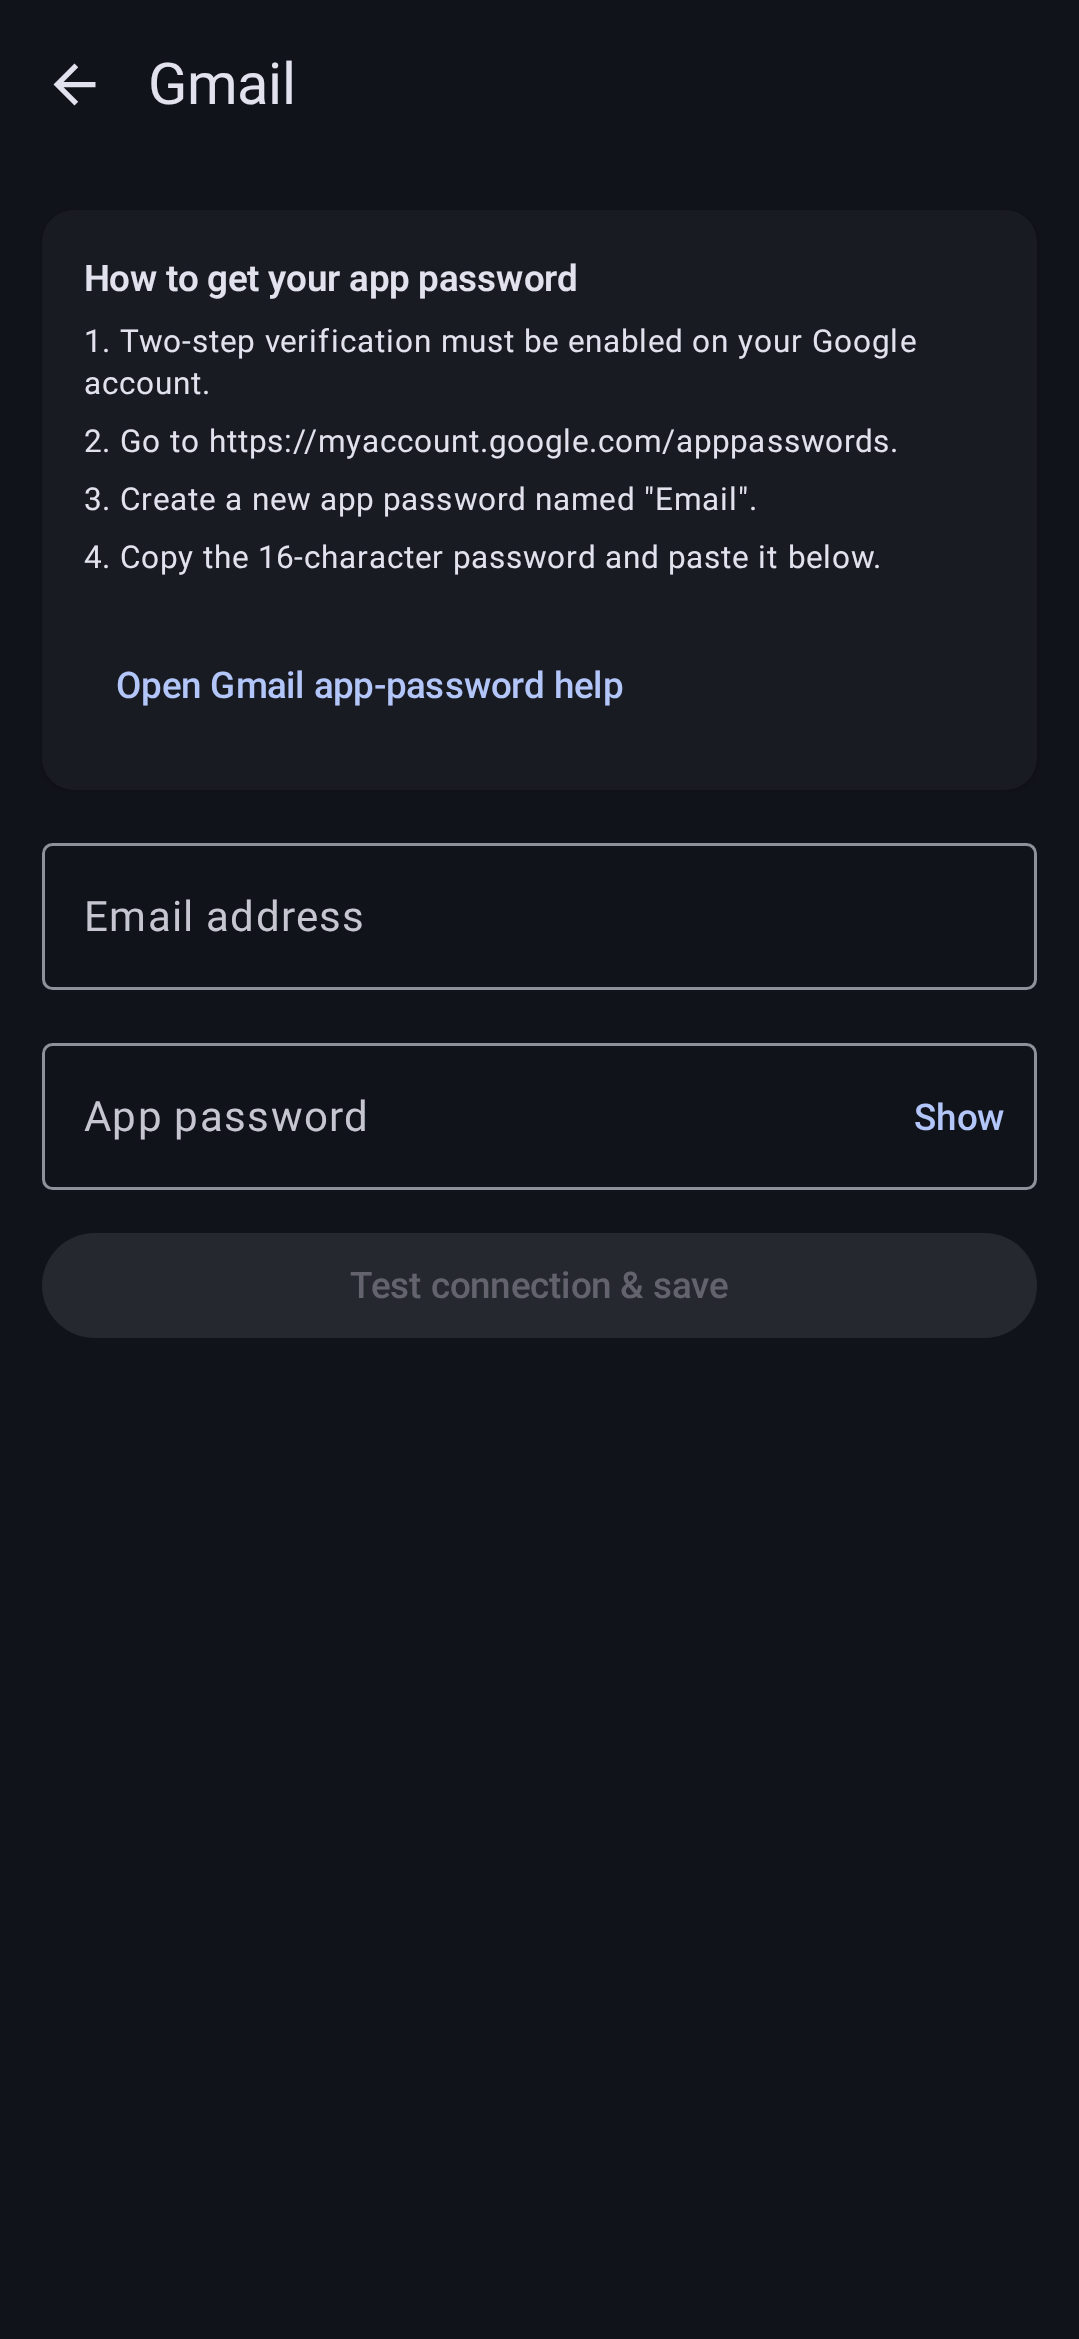 Gmail
How to get your app password
1. Two-step verification must be enabled on your Google
account.
2. Go to https://myaccount.google.com/apppasswords.
3. Create a new app password named "Email".
4. Copy the 16-character password and paste it below.
Open Gmail app-password help
Email address
App password
Show
Test connection & save